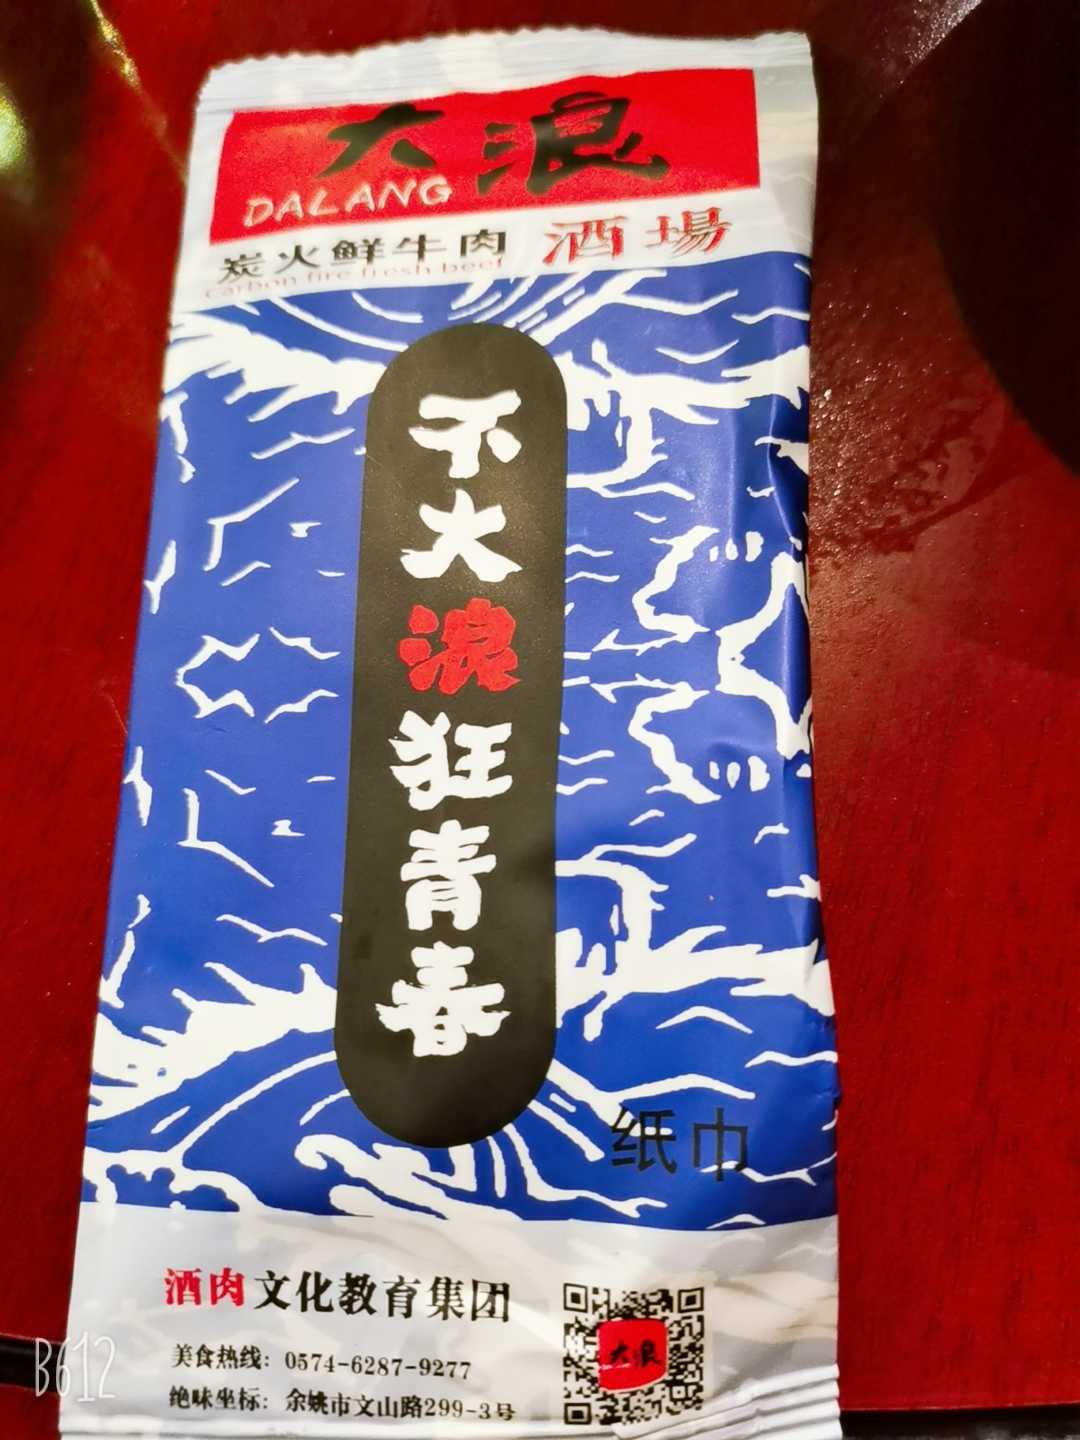 大浪
DALANG
炭火鲜牛肉 酒場
Carbon fire fresh beef
不大浪狂青春
纸巾
酒肉文化教育集团
美食热线：0574-6287-9277
绝味坐标：余姚市文山路299-3号
大浪
B612